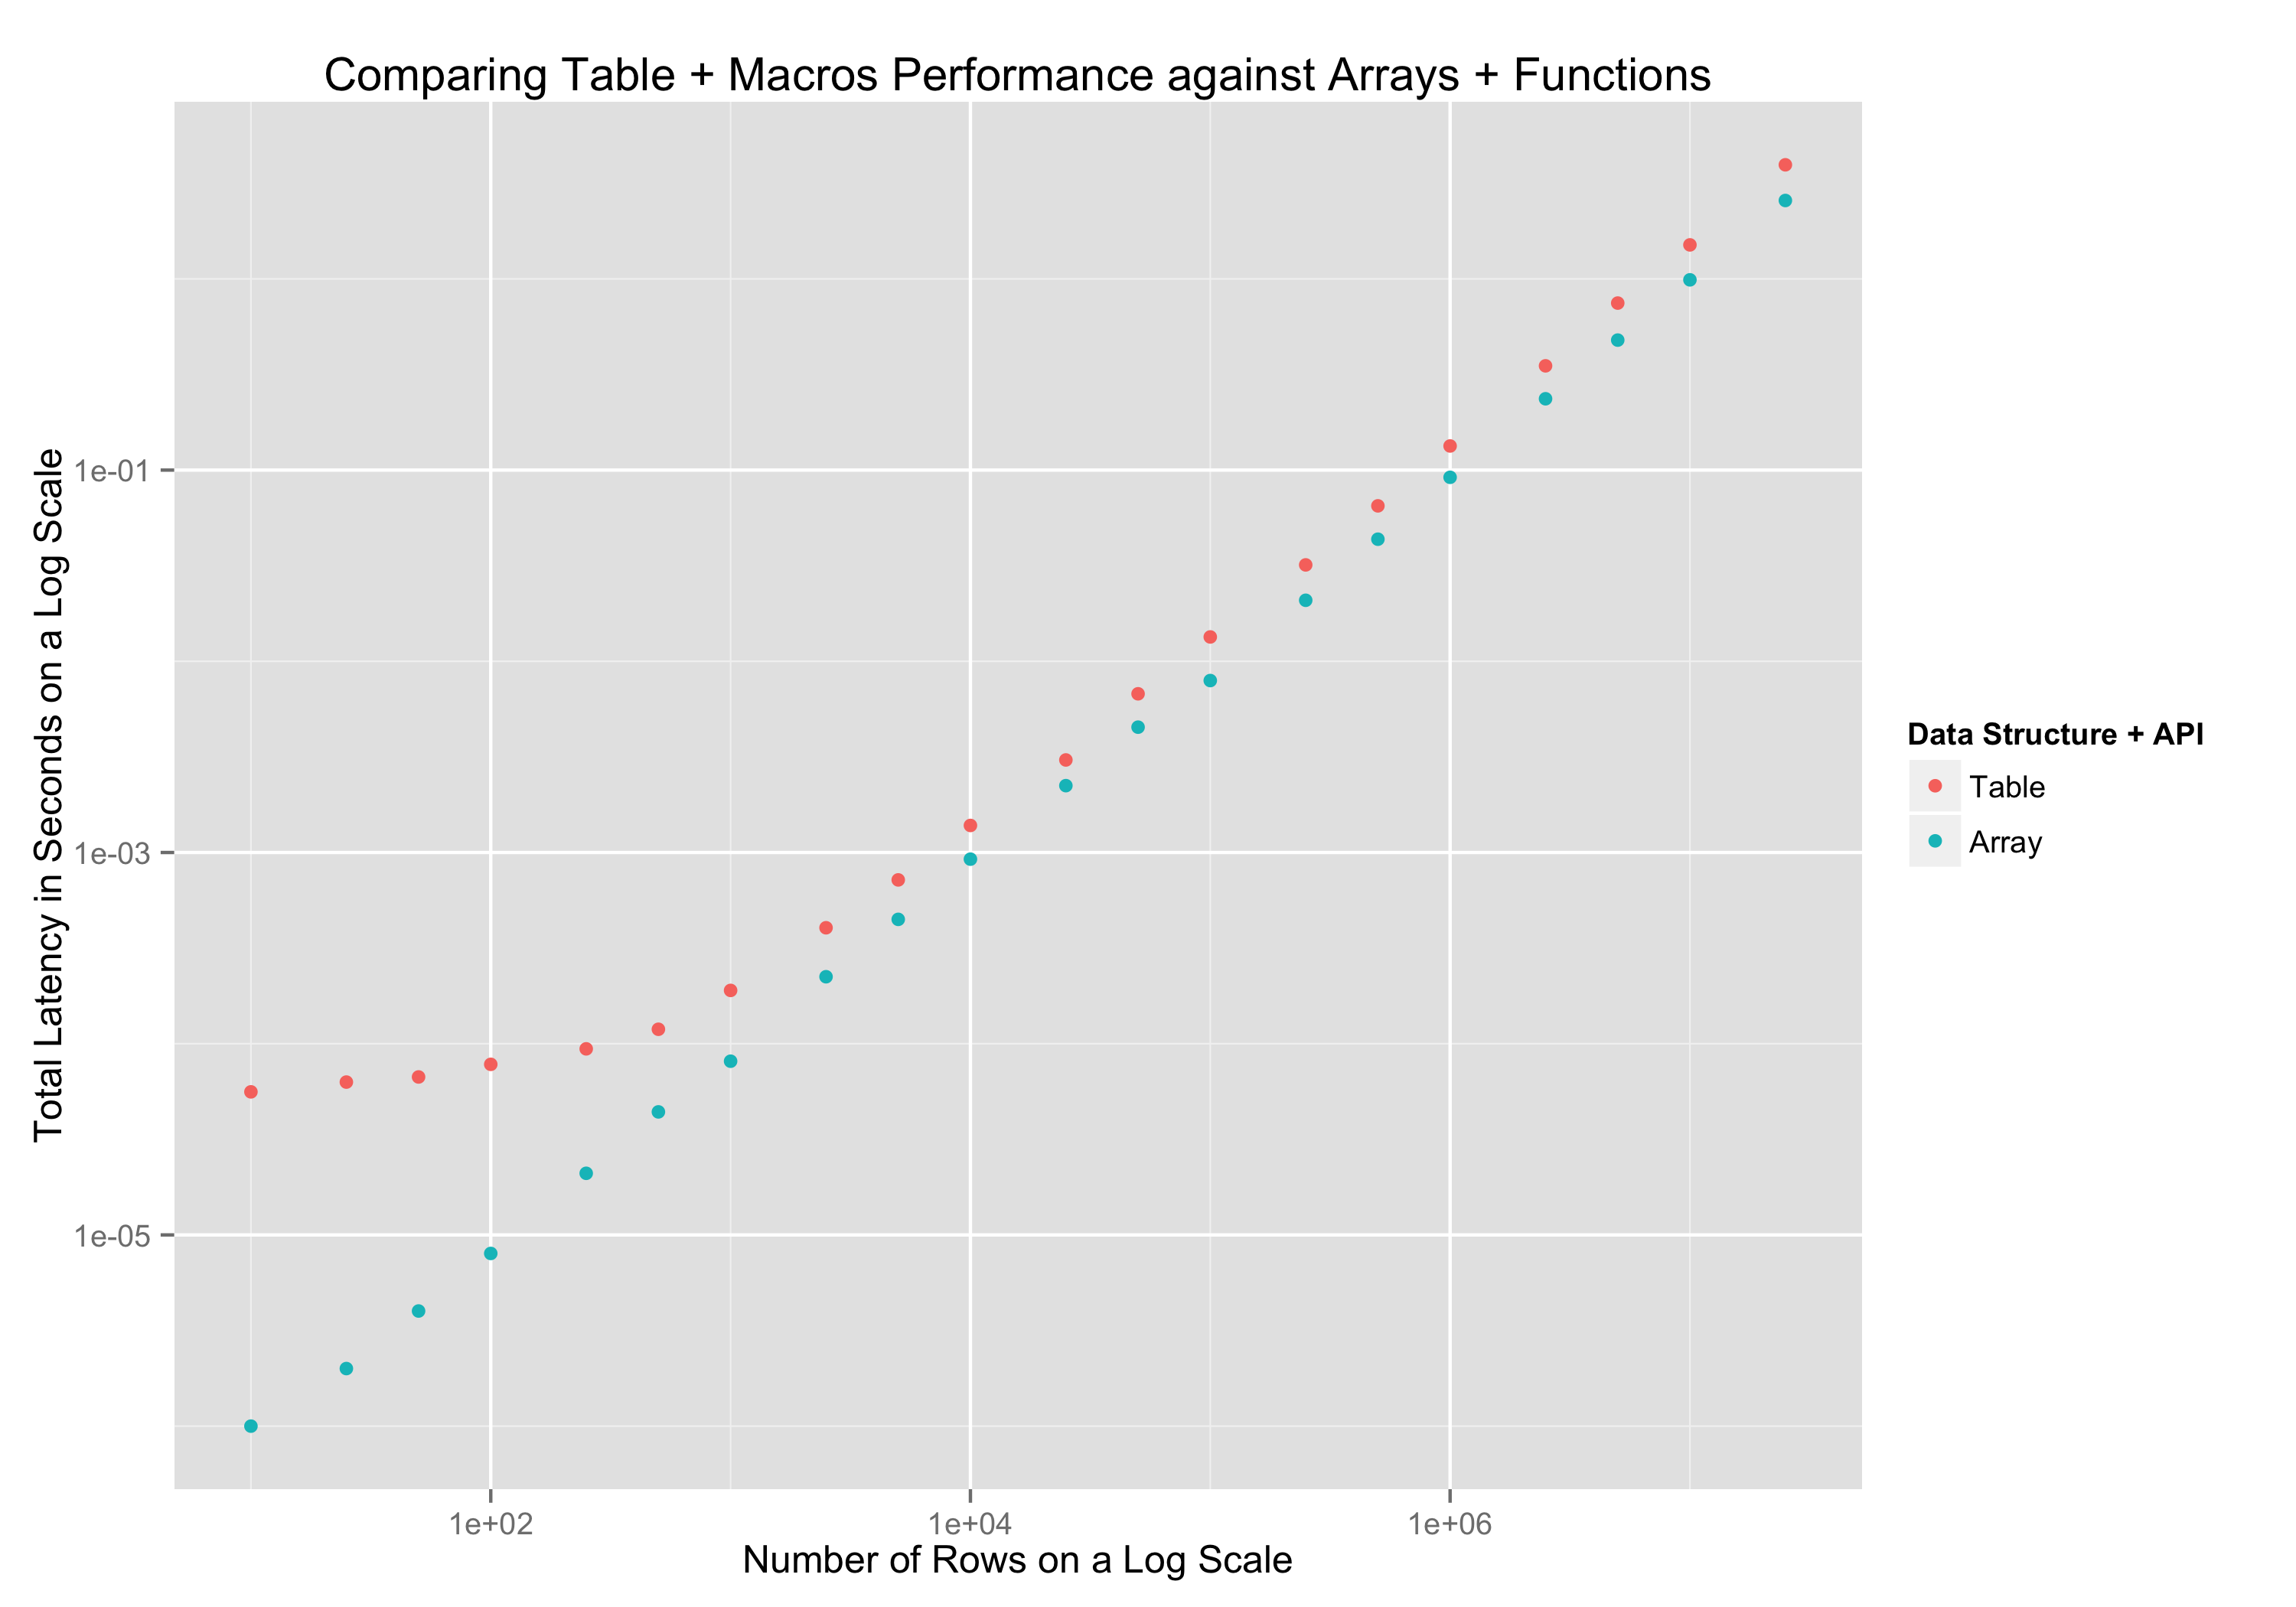 Comparing Table + Macros Performance against Arrays + Functions
Total Latency in Seconds on a Log Scale
1e-01
1e-03
1e-05
1e+02
1e+04
1e+06
Number of Rows on a Log Scale
Data Structure + API
Table
Array